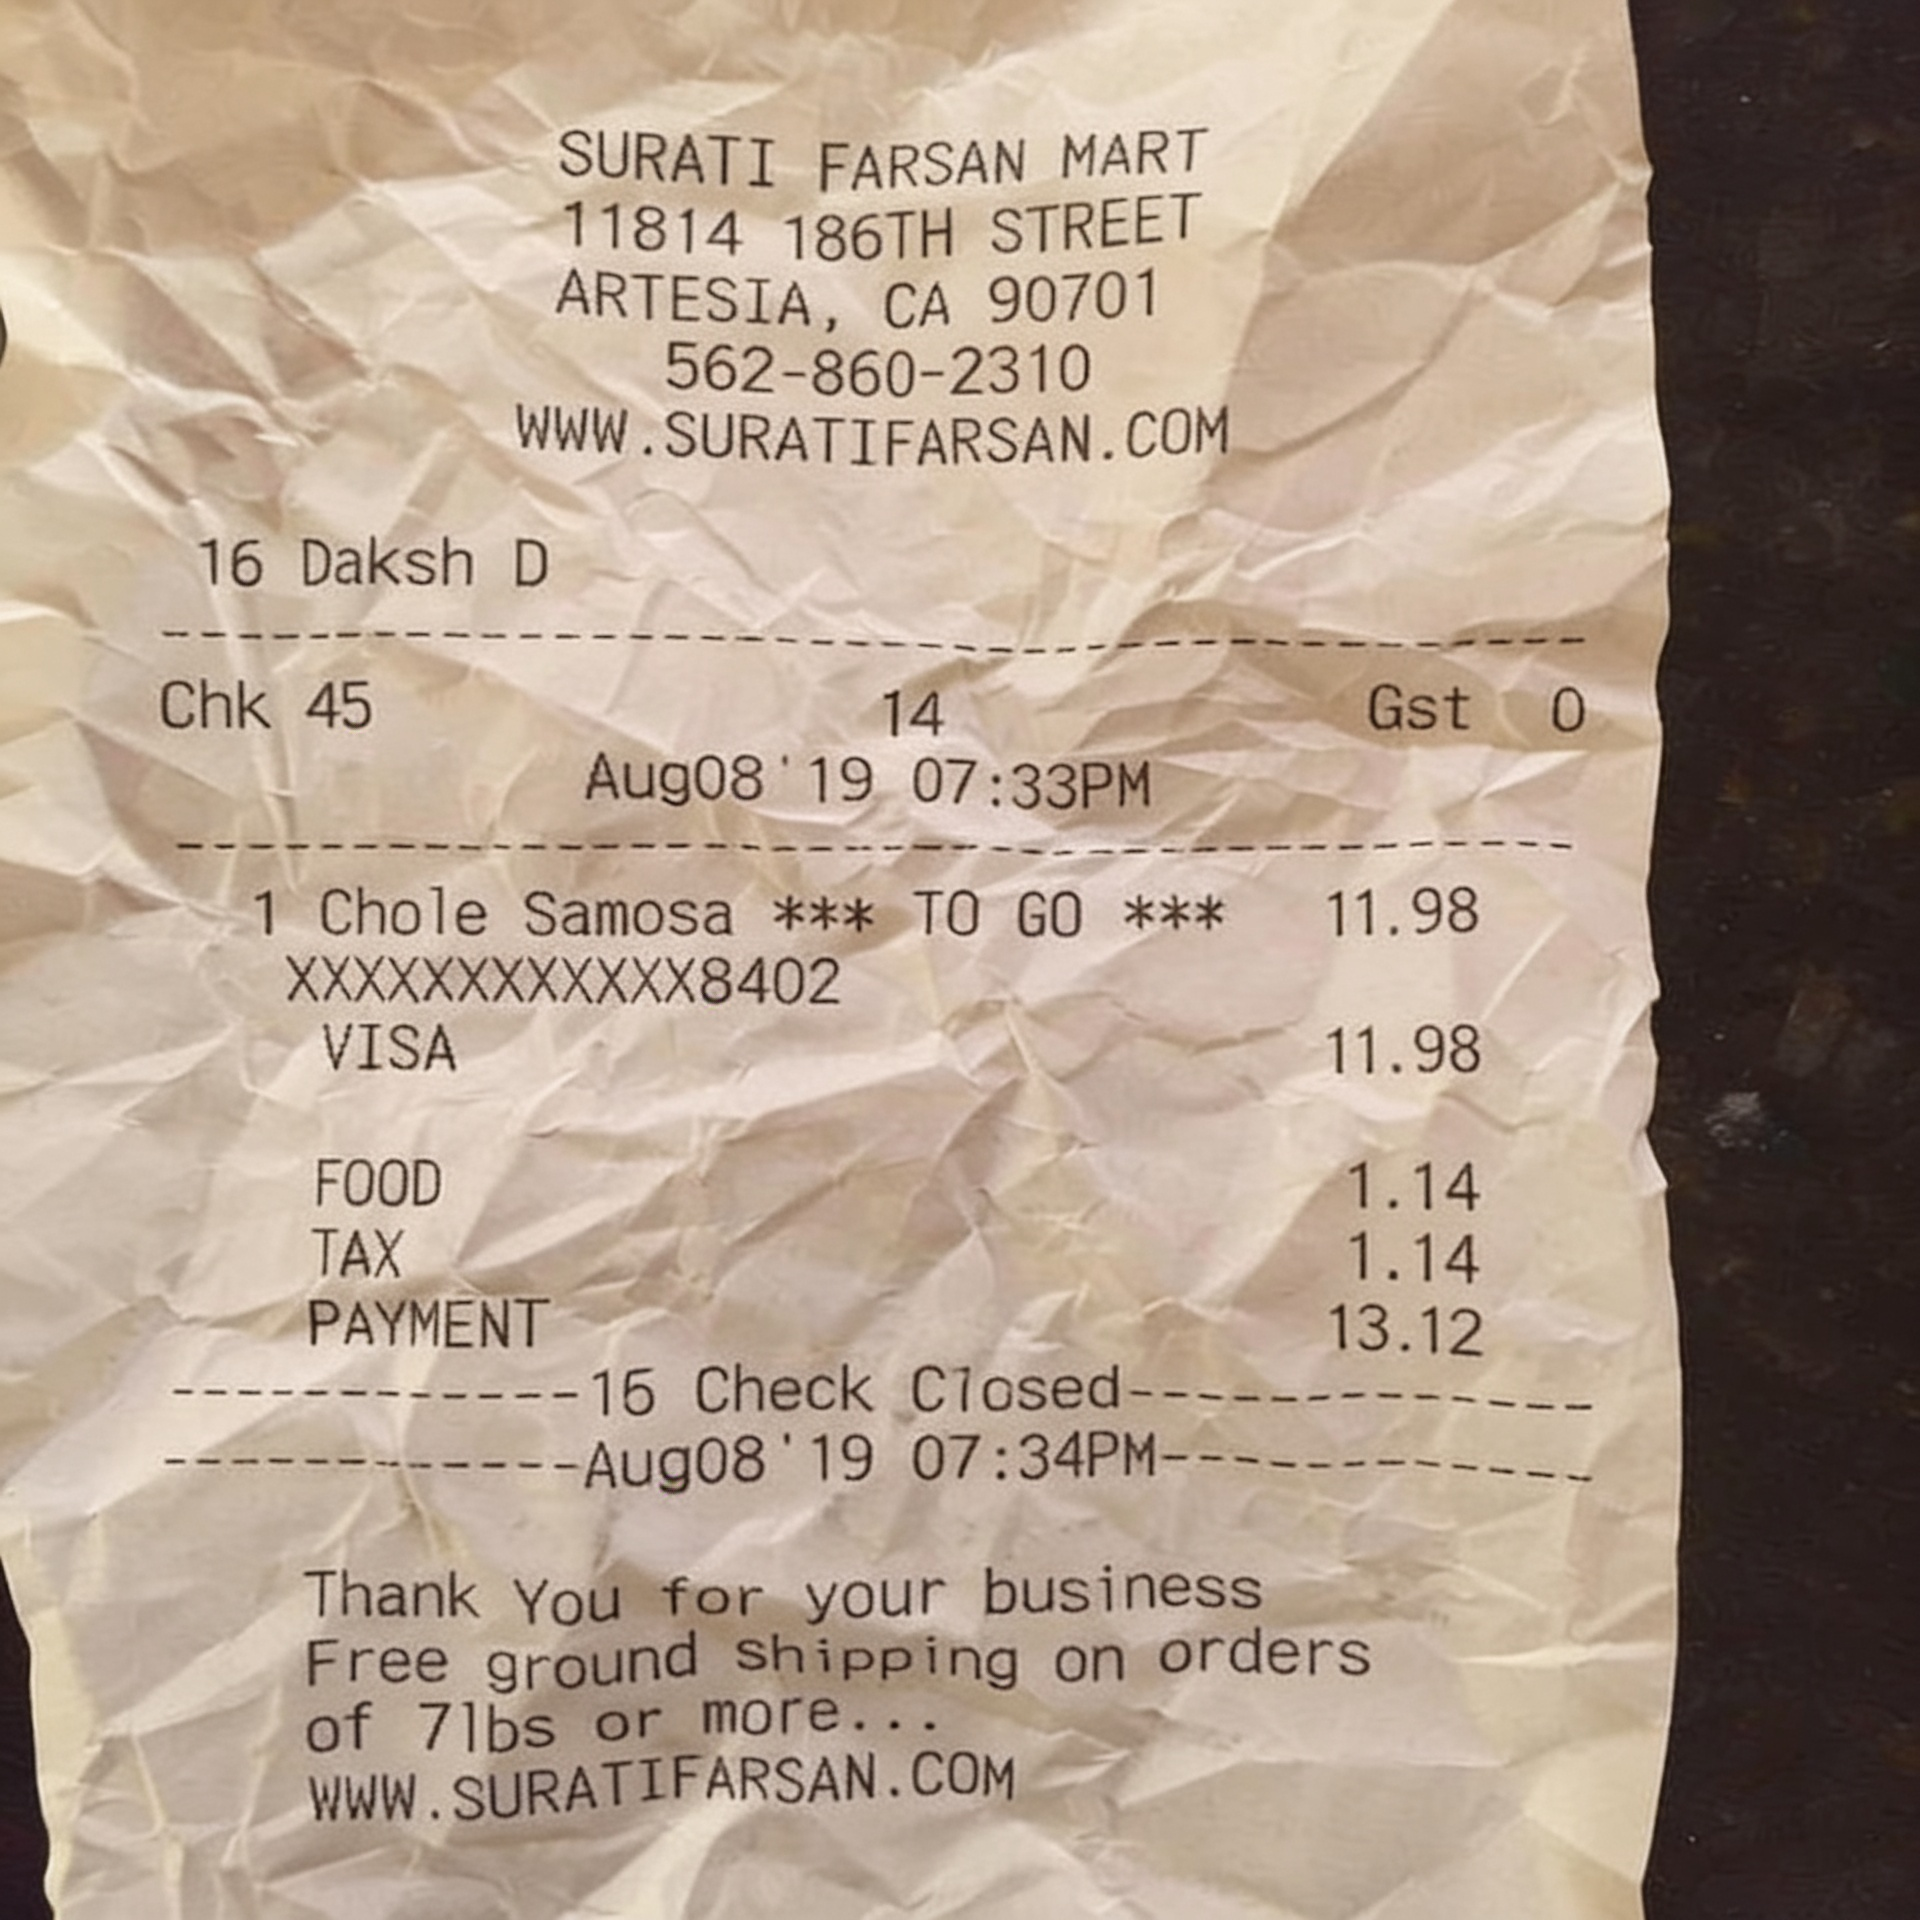 SURATI FARSAN MART
11814 186TH STREET
ARTESIA, CA 90701
562-860-2310
WWW.SURATIFARSAN.COM
16 Daksh D
Chk 45 14 Gst 0
Aug08'19 07:33PM
1 Chole Samosa *** TO GO *** 11.98
XXXXXXXXXXXX8402
VISA 11.98
FOOD 1.14
TAX 1.14
PAYMENT 13.12
------------15 Check Closed--------------
------------Aug08'19 07:34PM-------------
Thank You for your business
Free ground shipping on orders
of 7lbs or more...
WWW.SURATIFARSAN.COM